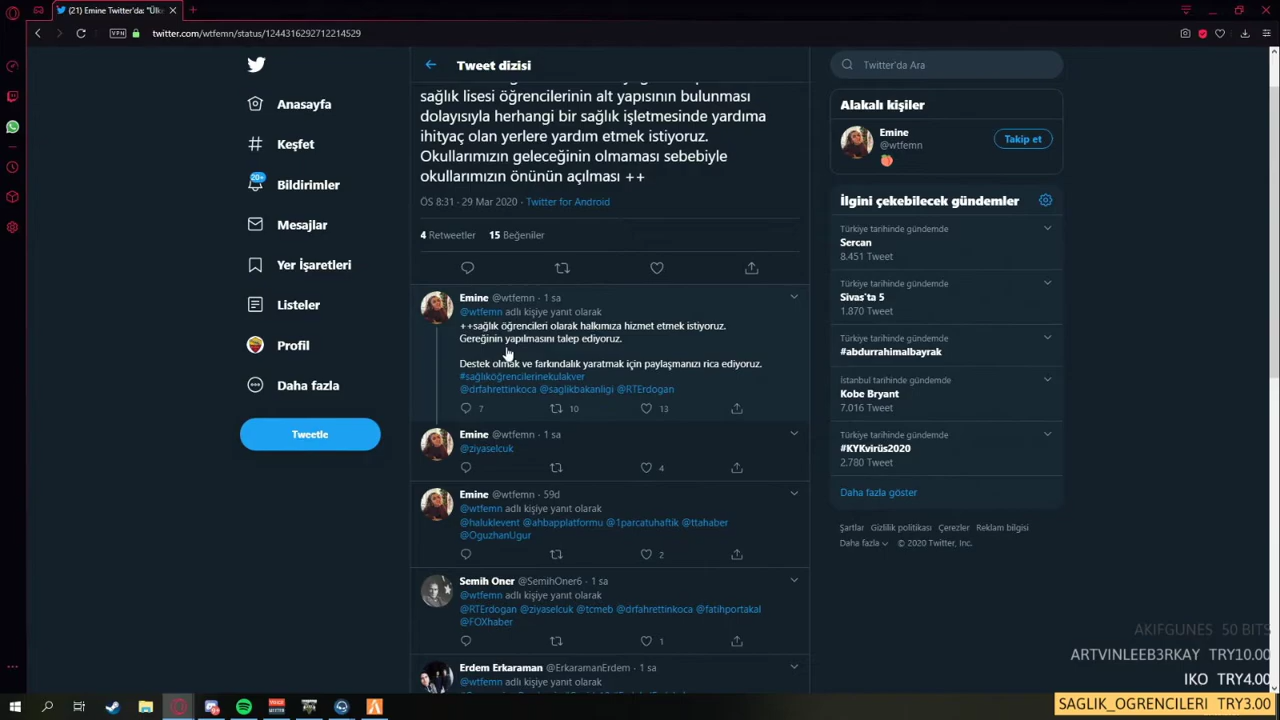 (21) Emine Twitter'da: "Ülke
VPN
twitter.com/wtfemn/status/1244316292712214529
Anasayfa
Keşfet
20+
Bildirimler
Mesajlar
Yer İşaretleri
Listeler
Profil
Daha fazla
Tweetle
Tweet dizisi
sağlık lisesi öğrencilerinin alt yapısının bulunması
dolayısıyla herhangi bir sağlık işletmesinde yardıma
ihityaç olan yerlere yardım etmek istiyoruz.
Okullarımızın geleceğinin olmaması sebebiyle
okullarımızın önünün açılması ++
ÖS 8:31 · 29 Mar 2020 · Twitter for Android
4 Retweetler 15 Beğeniler
Emine @wtfemn · 1 sa
@wtfemn adlı kişiye yanıt olarak
++sağlık öğrencileri olarak halkımıza hizmet etmek istiyoruz.
Gereğinin yapılmasını talep ediyoruz.
Destek olmak ve farkındalık yaratmak için paylaşmanızı rica ediyoruz.
#sağlıköğrencilerinekulakver
@drfahrettinkoca @saglikbakanligi @RTErdogan
7 10 13
Emine @wtfemn · 1 sa
@ziyaselcuk
4
Emine @wtfemn · 59d
@wtfemn adlı kişiye yanıt olarak
@haluklevent @ahbapplatformu @1parcatuhaftik @ttahaber
@OguzhanUgur
2
Semih Oner @SemihOner6 · 1 sa
@wtfemn adlı kişiye yanıt olarak
@RTErdogan @ziyaselcuk @tcmeb @drfahrettinkoca @fatihportakal
@FOXhaber
1
Erdem Erkaraman @ErkaramanErdem · 1 sa
@wtfemn adlı kişiye yanıt olarak
Twitter'da Ara
Alakalı kişiler
Emine
@wtfemn
Takip et
İlgini çekebilecek gündemler
Türkiye tarihinde gündemde
Sercan
8.451 Tweet
Türkiye tarihinde gündemde
Sivas'ta 5
1.870 Tweet
Türkiye tarihinde gündemde
#abdurrahimalbayrak
İstanbul tarihinde gündemde
Kobe Bryant
7.016 Tweet
Türkiye tarihinde gündemde
#KYKvirüs2020
2.780 Tweet
Daha fazla göster
Şartlar Gizlilik politikası Çerezler Reklam bilgisi
Daha fazla © 2020 Twitter, Inc.
AKIFGUNES 50 BITS
ARTVINLEEB3RKAY TRY10.00
IKO TRY4.00
SAGLIK_OGRENCILERI TRY3.00